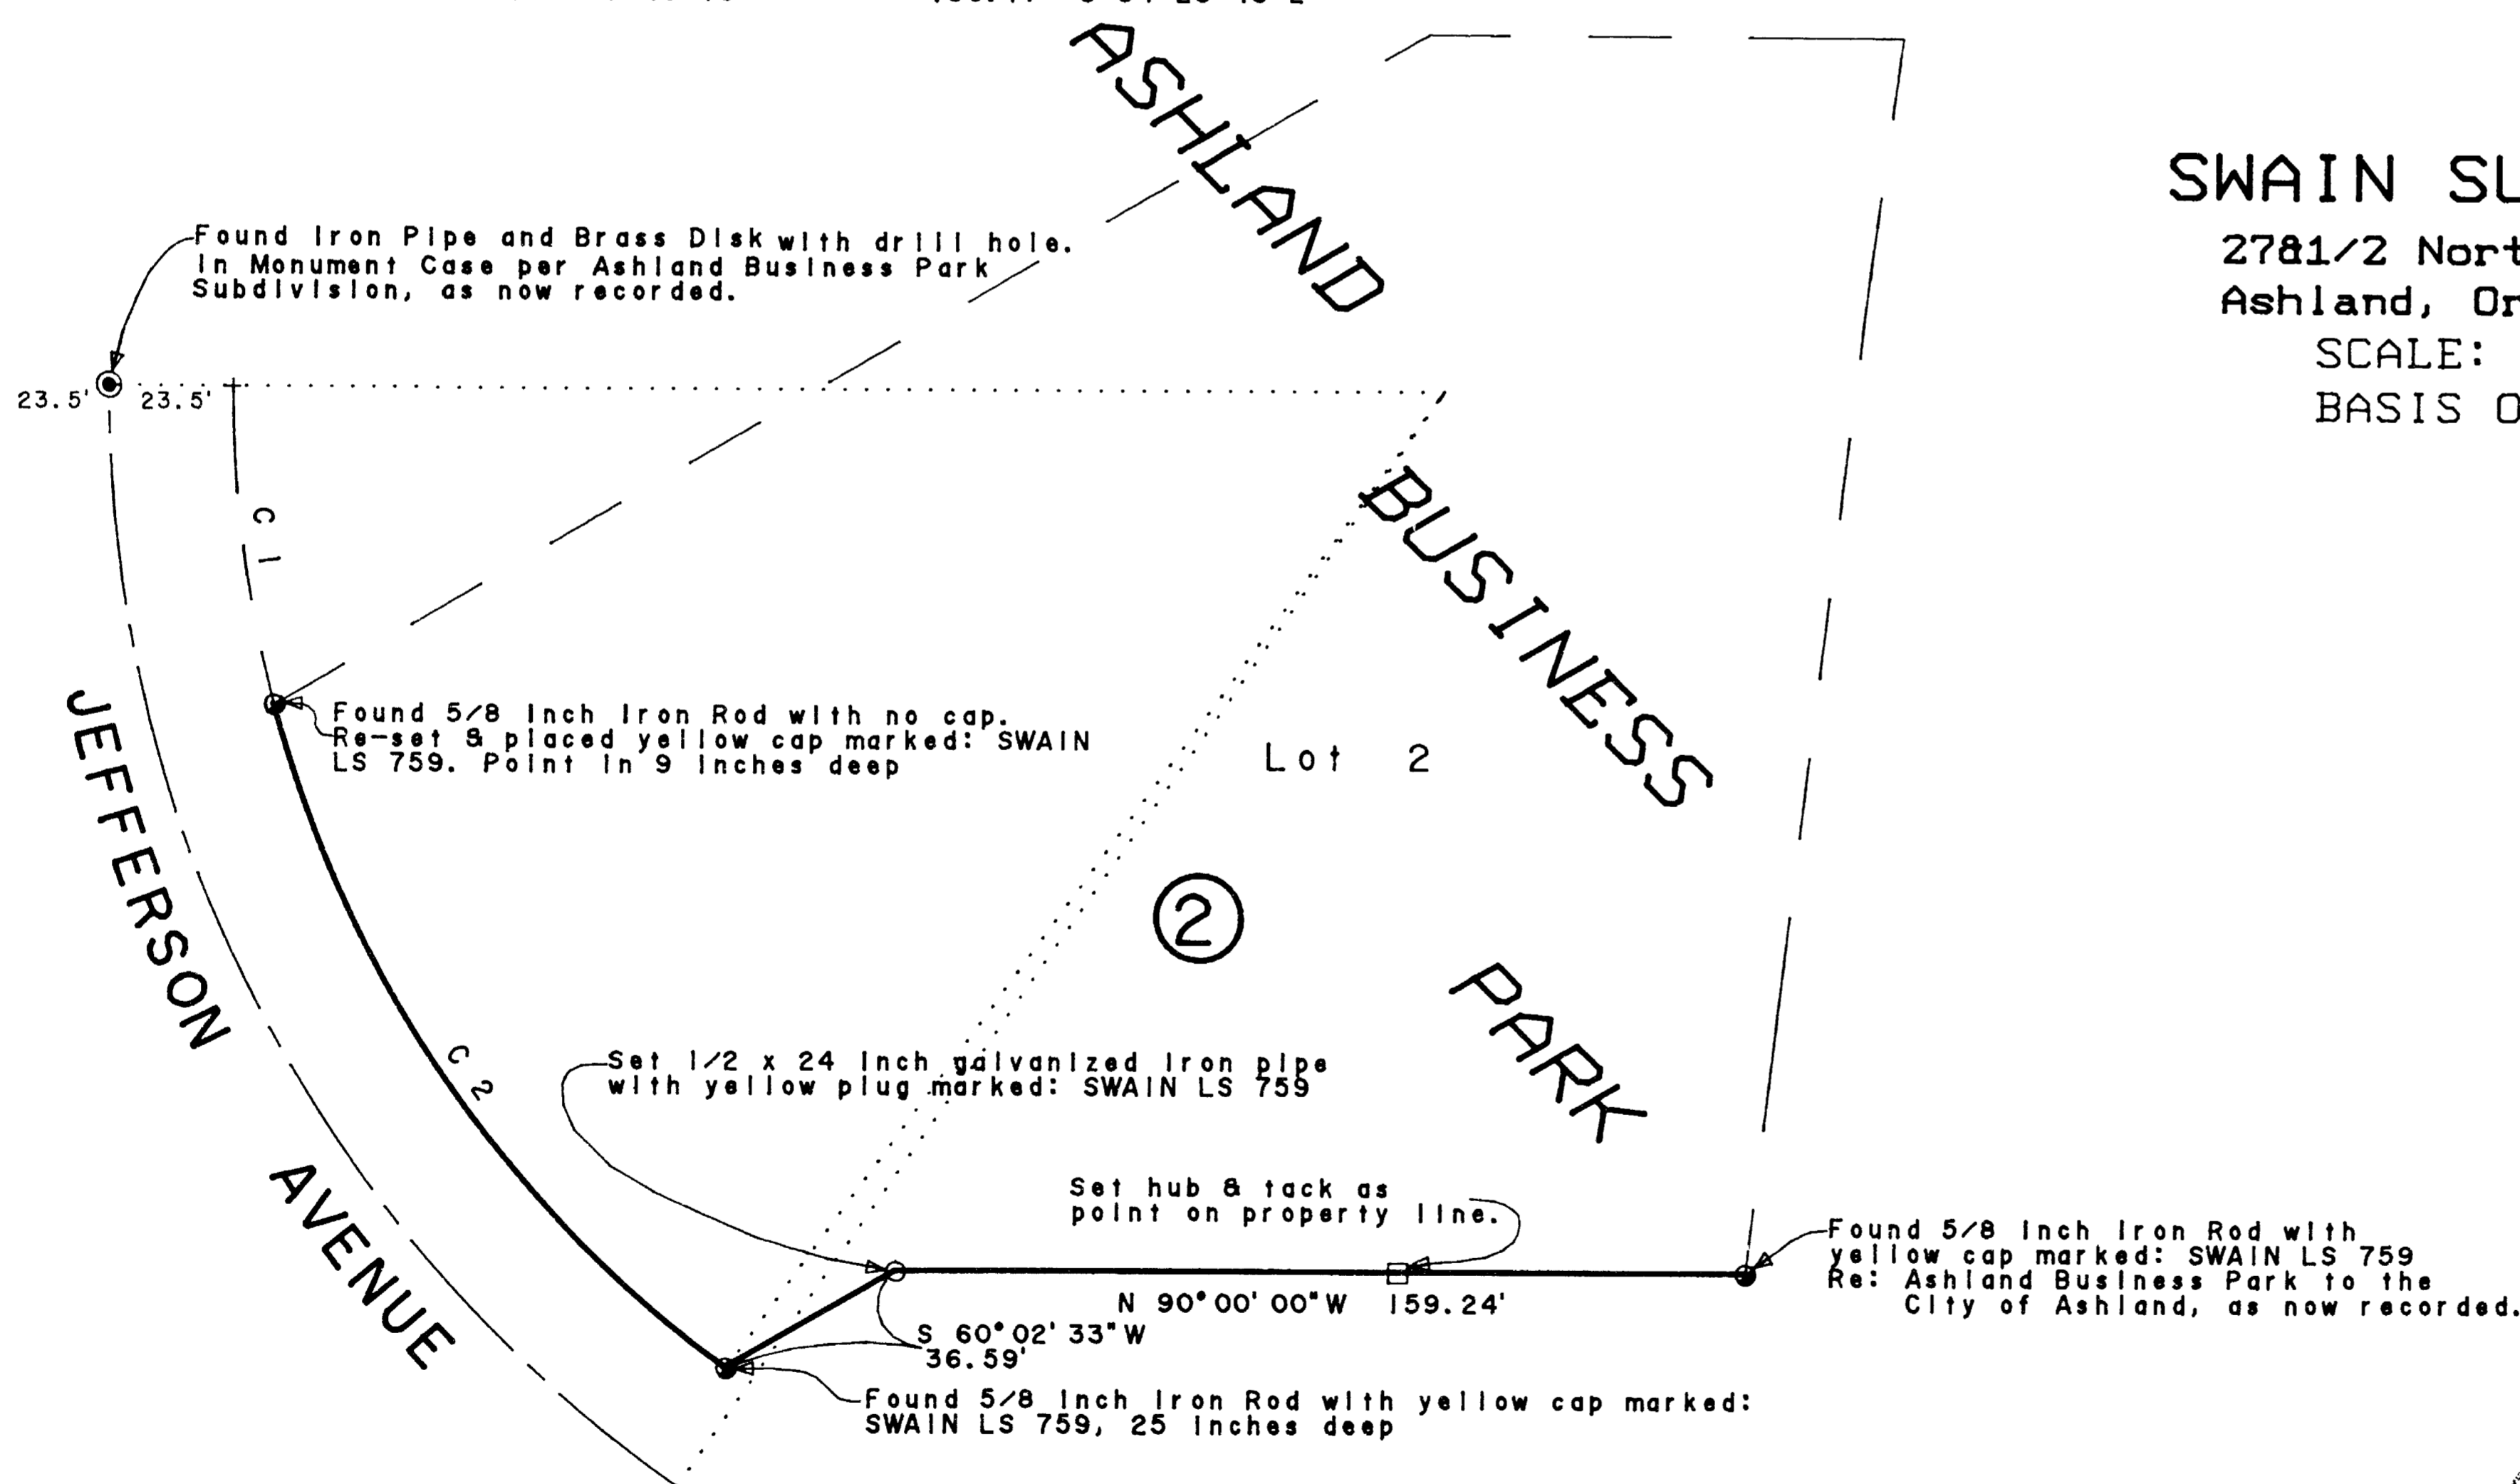 ASHLAND
SWAIN
2781/2
Ashland,
SCALE:
BASIS
Found Iron Pipe and Brass Disk with drill hole.
In Monument Case per Ashland Business Park
Subdivision, as now recorded.
23.5' 23.5'
C 1
BUSINESS
Found 5/8 Inch Iron Rod with no cap.
Re-set & placed yellow cap marked: SWAIN
LS 759. Point in 9 Inches deep
Lot 2
JEFFERSON
2
PARK
C 2
Set 1/2 x 24 Inch galvanized Iron pipe
with yellow plug marked: SWAIN LS 759
AVENUE
Set hub & tack as
point on property line.
Found 5/8 Inch Iron Rod with
yellow cap marked: SWAIN LS 759
Re: Ashland Business Park to the
City of Ashland, as now recorded.
N 90°00'00"W 159.24'
S 60°02'33"W
36.59'
Found 5/8 Inch Iron Rod with yellow cap marked:
SWAIN LS 759, 25 Inches deep